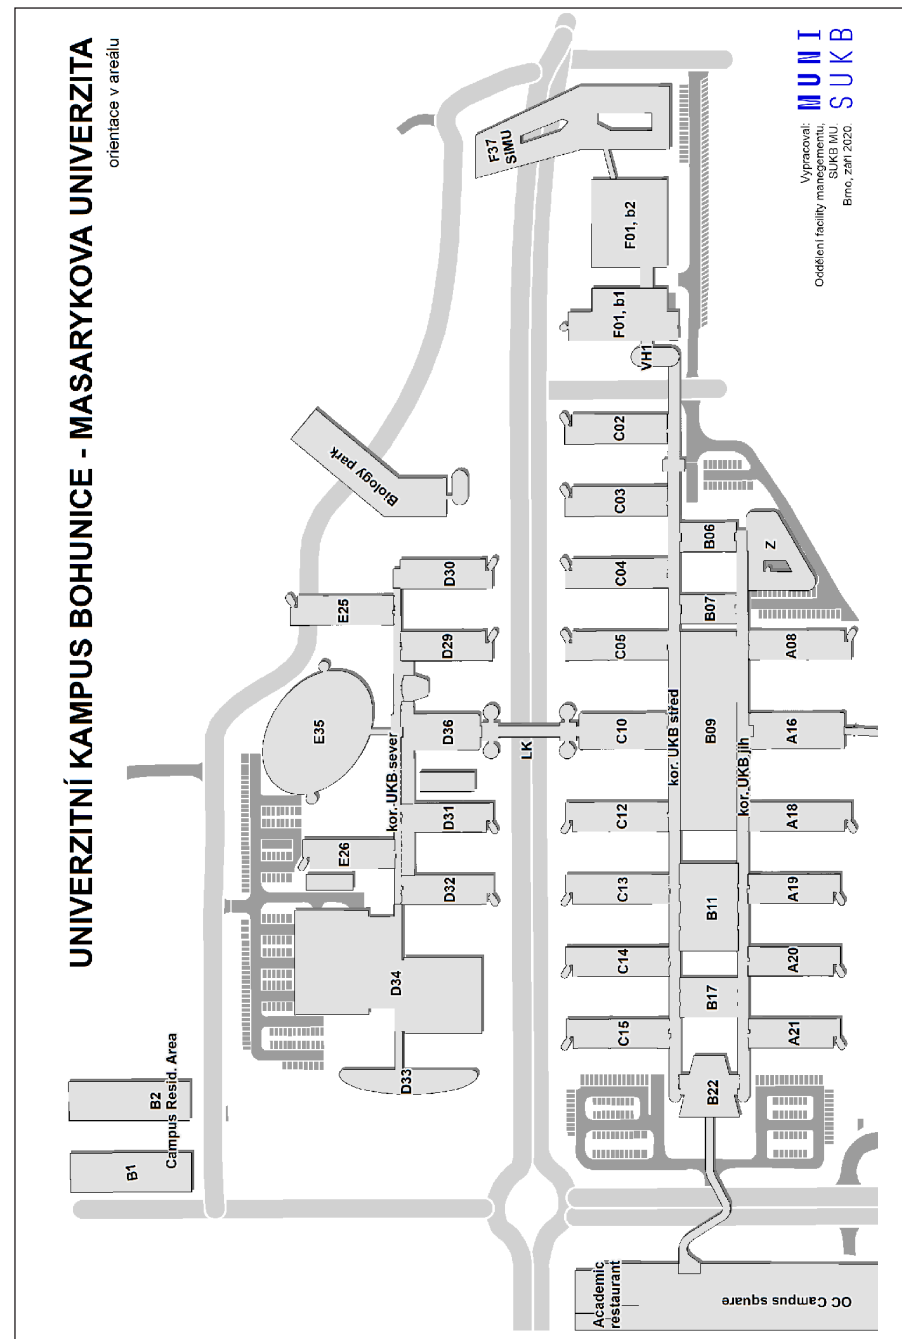 UNIVERZITNÍ KAMPUS BOHUNICE - MASARYKOVA UNIVERZITA
orientace v areálu
MUNI
SUKB
Vypracoval:
Oddělení facility manegementu,
SUKB MU.
Brno, září 2020.
B1
B2
Campus Resid. Area
E26
E35
E25
Biology park
F37
SIMU
kor. UKB sever
D33
D34
D32
D31
D36
D29
D30
LK
F01, b2
F01, b1
VH1
C15
C14
C13
C12
C10
C05
C04
C03
C02
kor. UKB střed
B22
B17
B11
B09
B07
B06
kor. UKB jih
Z
A21
A20
A19
A18
A16
A08
Academic
restaurant
OC Campus square